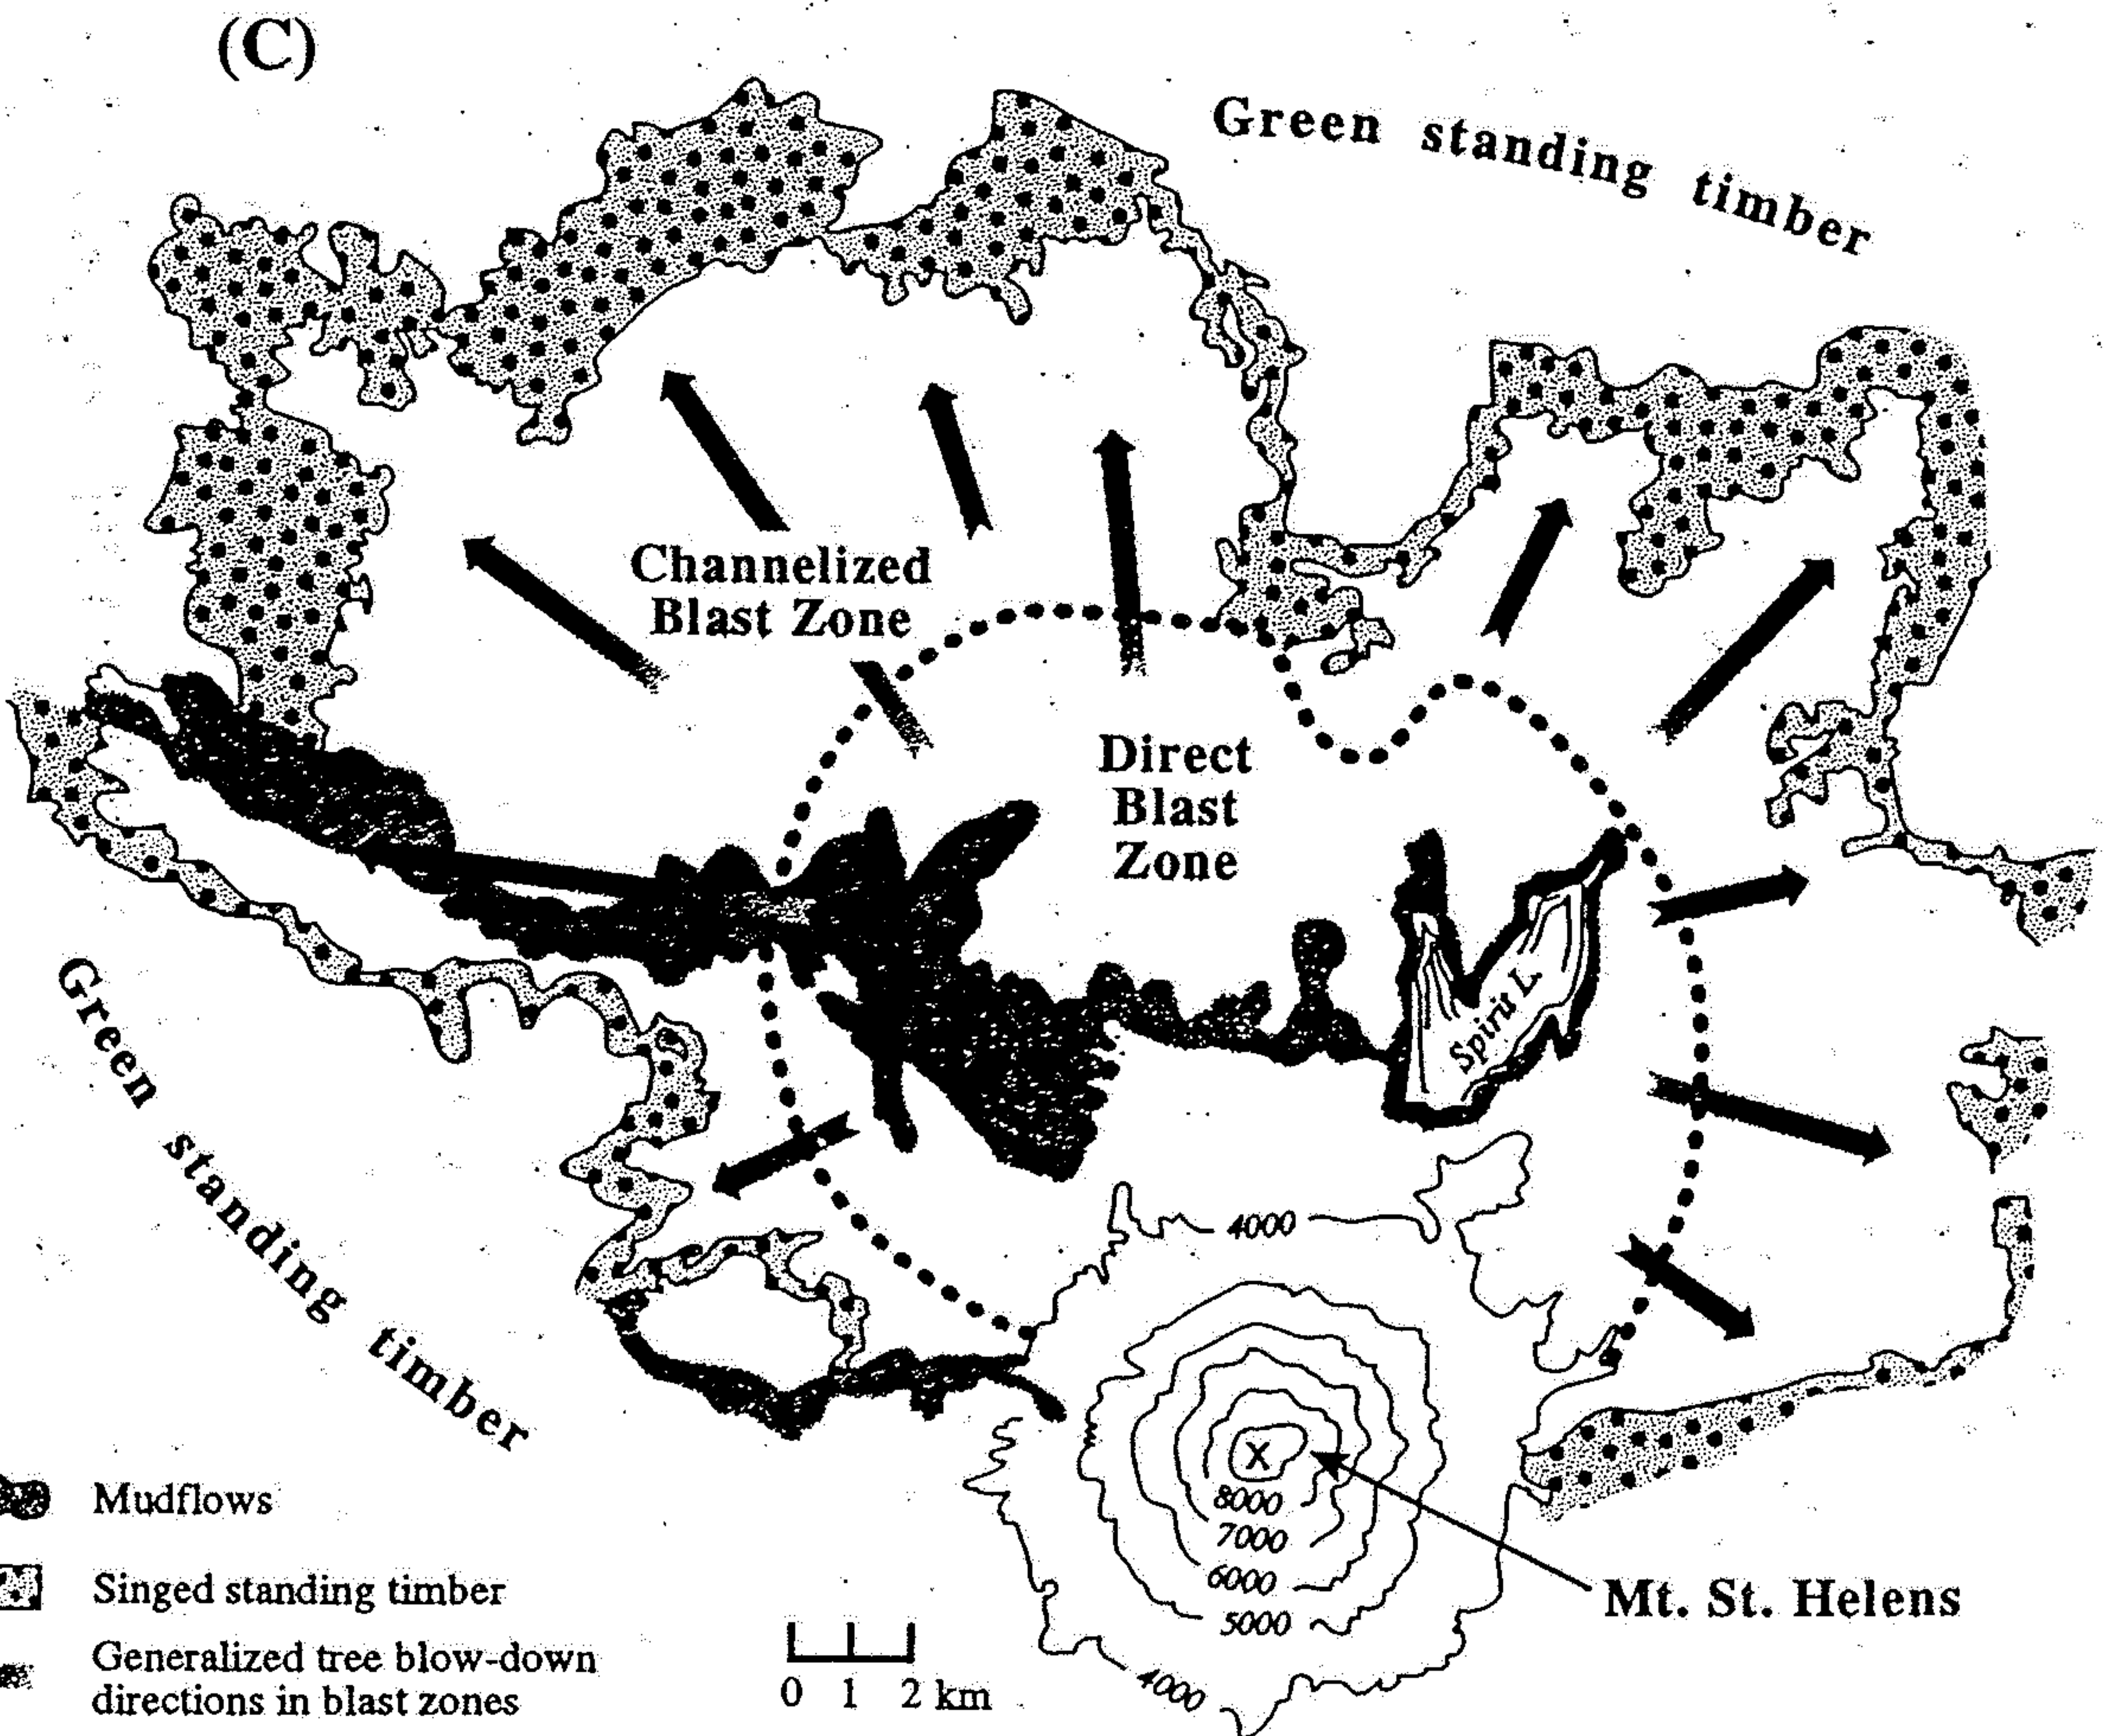 (C)
Green standing timber
Channelized
Blast Zone
Direct
Blast
Zone
Spirit L.
Green standing timber
4000
X
8000
7000
6000
5000
4000
Mt. St. Helens
Mudflows
Singed standing timber
Generalized tree blow-down
directions in blast zones
0 1 2 km